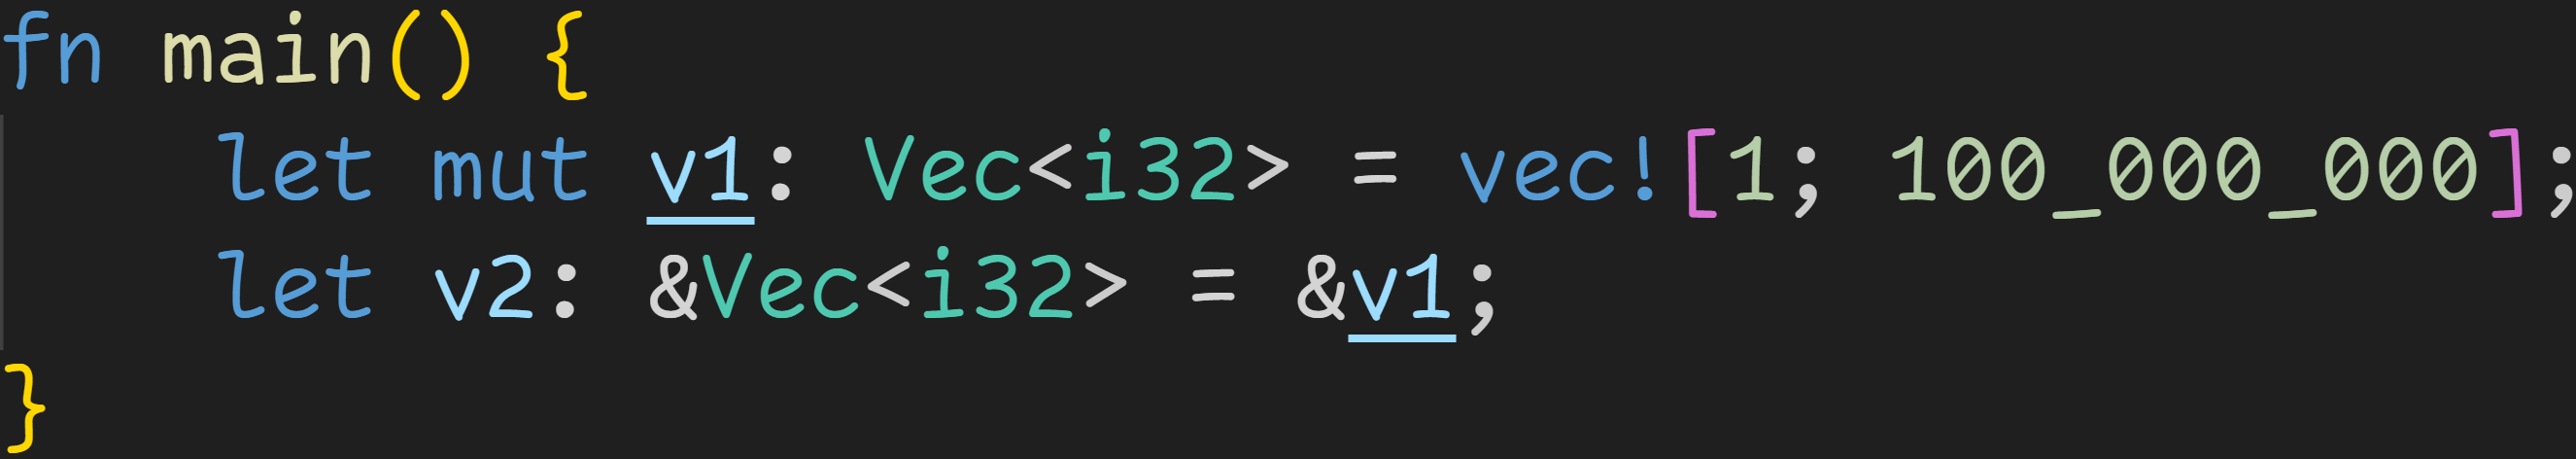 fn main() {
    let mut v1: Vec<i32> = vec![1; 100_000_000];
    let v2: &Vec<i32> = &v1;
}